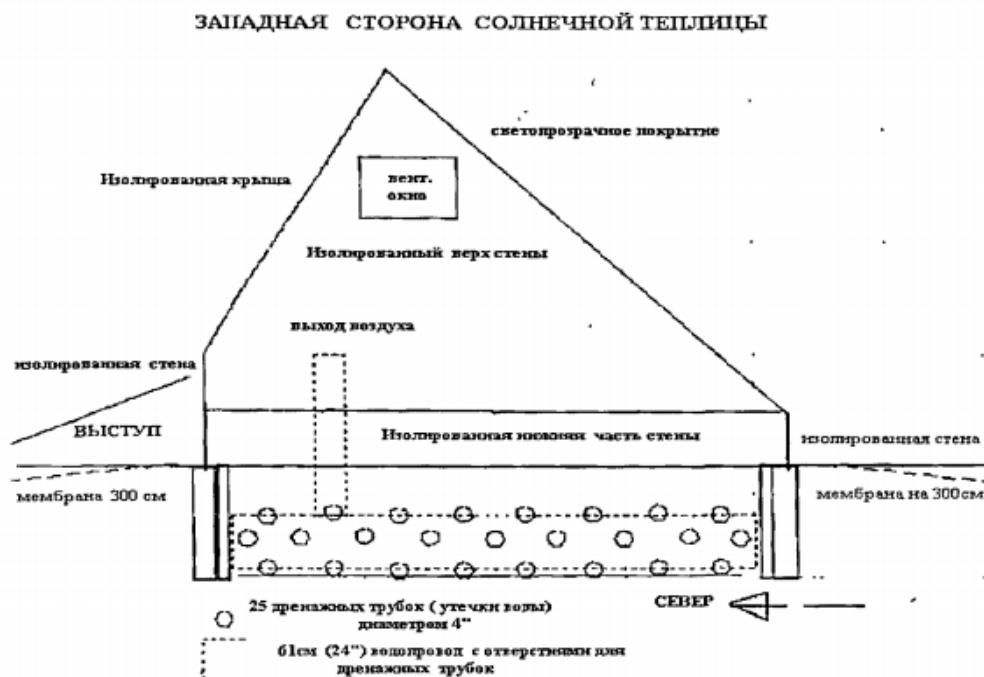 ЗАПАДНАЯ СТОРОНА СОЛНЕЧНОЙ ТЕПЛИЦЫ
светопрозрачное покрытие
Изолированная крыша
вент.
окно
Изолированный верх стены
выход воздуха
изолированная стена
ВЫСТУП
Изолированная нижняя часть стены
изолированная стена
мембрана 300 см
мембрана на 300см
СЕВЕР
25 дренажных трубок ( утечки воды)
диаметром 4"
61см (24") водопровод с отверстиями для
дренажных трубок